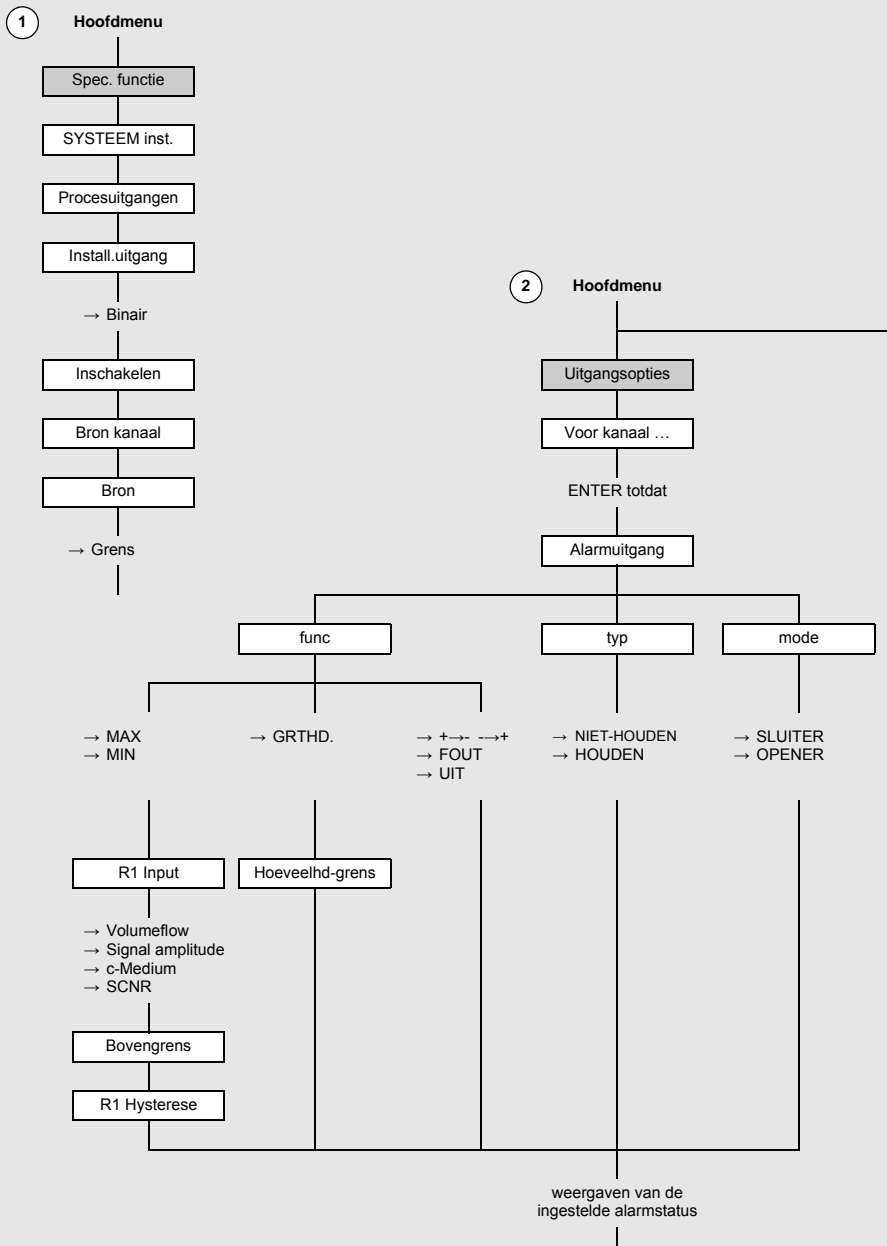 1 Hoofdmenu
Spec. functie
SYSTEEM inst.
Procesuitgangen
Install.uitgang
→ Binair
Inschakelen
Bron kanaal
Bron
→ Grens
2 Hoofdmenu
Uitgangsopties
Voor kanaal …
ENTER totdat
Alarmuitgang
func
typ
mode
→ MAX
→ MIN
→ GRTHD.
→ +→- -→+
→ FOUT
→ UIT
→ NIET-HOUDEN
→ HOUDEN
→ SLUITER
→ OPENER
R1 Input
Hoeveelhd-grens
→ Volumeflow
→ Signal amplitude
→ c-Medium
→ SCNR
Bovengrens
R1 Hysterese
weergaven van de
ingestelde alarmstatus